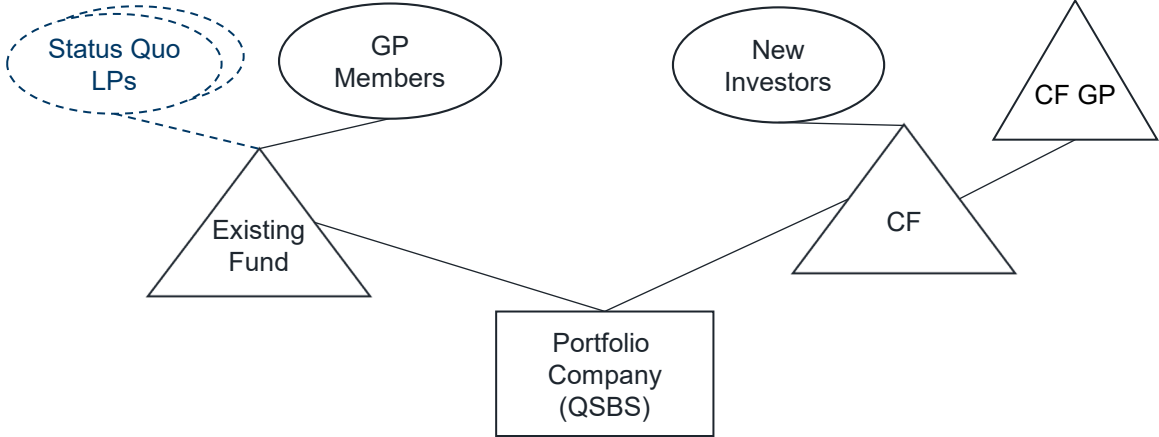 Status Quo
LPs
GP
Members
New
Investors
CF GP
Existing
Fund
CF
Portfolio
Company
(QSBS)